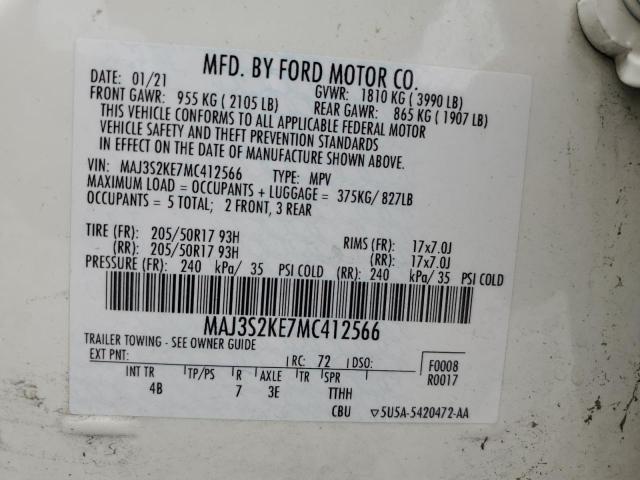 MFD. BY FORD MOTOR CO.
DATE: 01/21 GVWR: 1810 KG ( 3990 LB)
FRONT GAWR: 955 KG ( 2105 LB) REAR GAWR: 865 KG ( 1907 LB)
THIS VEHICLE CONFORMS TO ALL APPLICABLE FEDERAL MOTOR
VEHICLE SAFETY AND THEFT PREVENTION STANDARDS
IN EFFECT ON THE DATE OF MANUFACTURE SHOWN ABOVE.
VIN: MAJ3S2KE7MC412566 TYPE: MPV
MAXIMUM LOAD = OCCUPANTS + LUGGAGE = 375KG/ 827LB
OCCUPANTS = 5 TOTAL; 2 FRONT, 3 REAR
TIRE (FR): 205/50R17 93H RIMS (FR): 17x7.0J
(RR): 205/50R17 93H (RR): 17x7.0J
PRESSURE (FR): 240 kPa/ 35 PSI COLD (RR): 240 kPa/ 35 PSI COLD
MAJ3S2KE7MC412566
TRAILER TOWING - SEE OWNER GUIDE
EXT PNT: RC: 72 DSO: F0008
R0017
INT TR TP/PS R AXLE TR SPR
4B 7 3E TTHH
CBU ▽5U5A-5420472-AA